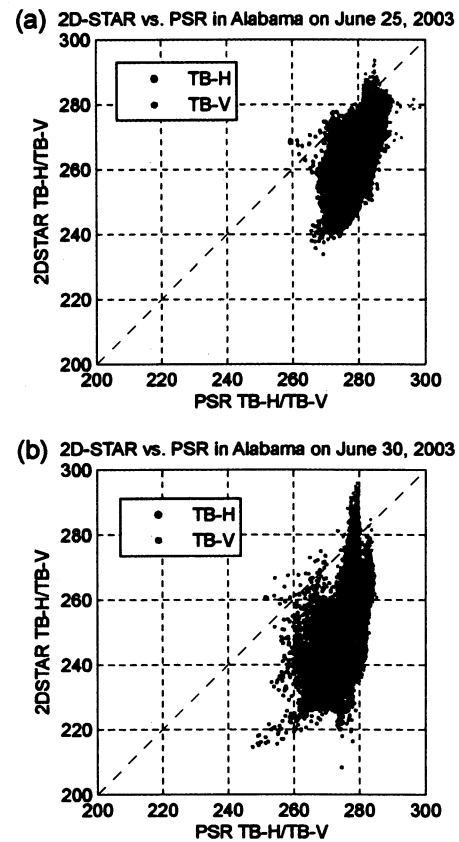 (a) 2D-STAR vs. PSR in Alabama on June 25, 2003
300
280
260
240
220
200
2DSTAR TB-H/TB-V
TB-H
TB-V
200 220 240 260 280 300
PSR TB-H/TB-V
(b) 2D-STAR vs. PSR in Alabama on June 30, 2003
300
280
260
240
220
200
2DSTAR TB-H/TB-V
TB-H
TB-V
200 220 240 260 280 300
PSR TB-H/TB-V